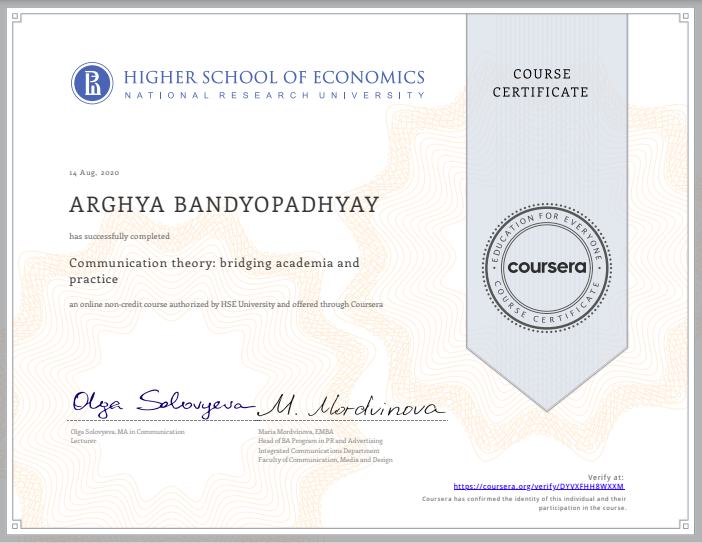 HIGHER SCHOOL OF ECONOMICS
NATIONAL RESEARCH UNIVERSITY
COURSE
CERTIFICATE
14 Aug, 2020
ARGHYA BANDYOPADHYAY
has successfully completed
Communication theory: bridging academia and
practice
an online non-credit course authorized by HSE University and offered through Coursera
EDUCATION FOR EVERYONE
coursera
COURSE CERTIFICATE
Olga Solovyeva
M. Mordvinova
Olga Solovyeva, MA in Communication
Lecturer
Maria Mordvinova, EMBA
Head of BA Program in PR and Advertising
Integrated Communications Department
Faculty of Communication, Media and Design
Verify at:
https://coursera.org/verify/DYVXFHH8WXXM
Coursera has confirmed the identity of this individual and their
participation in the course.